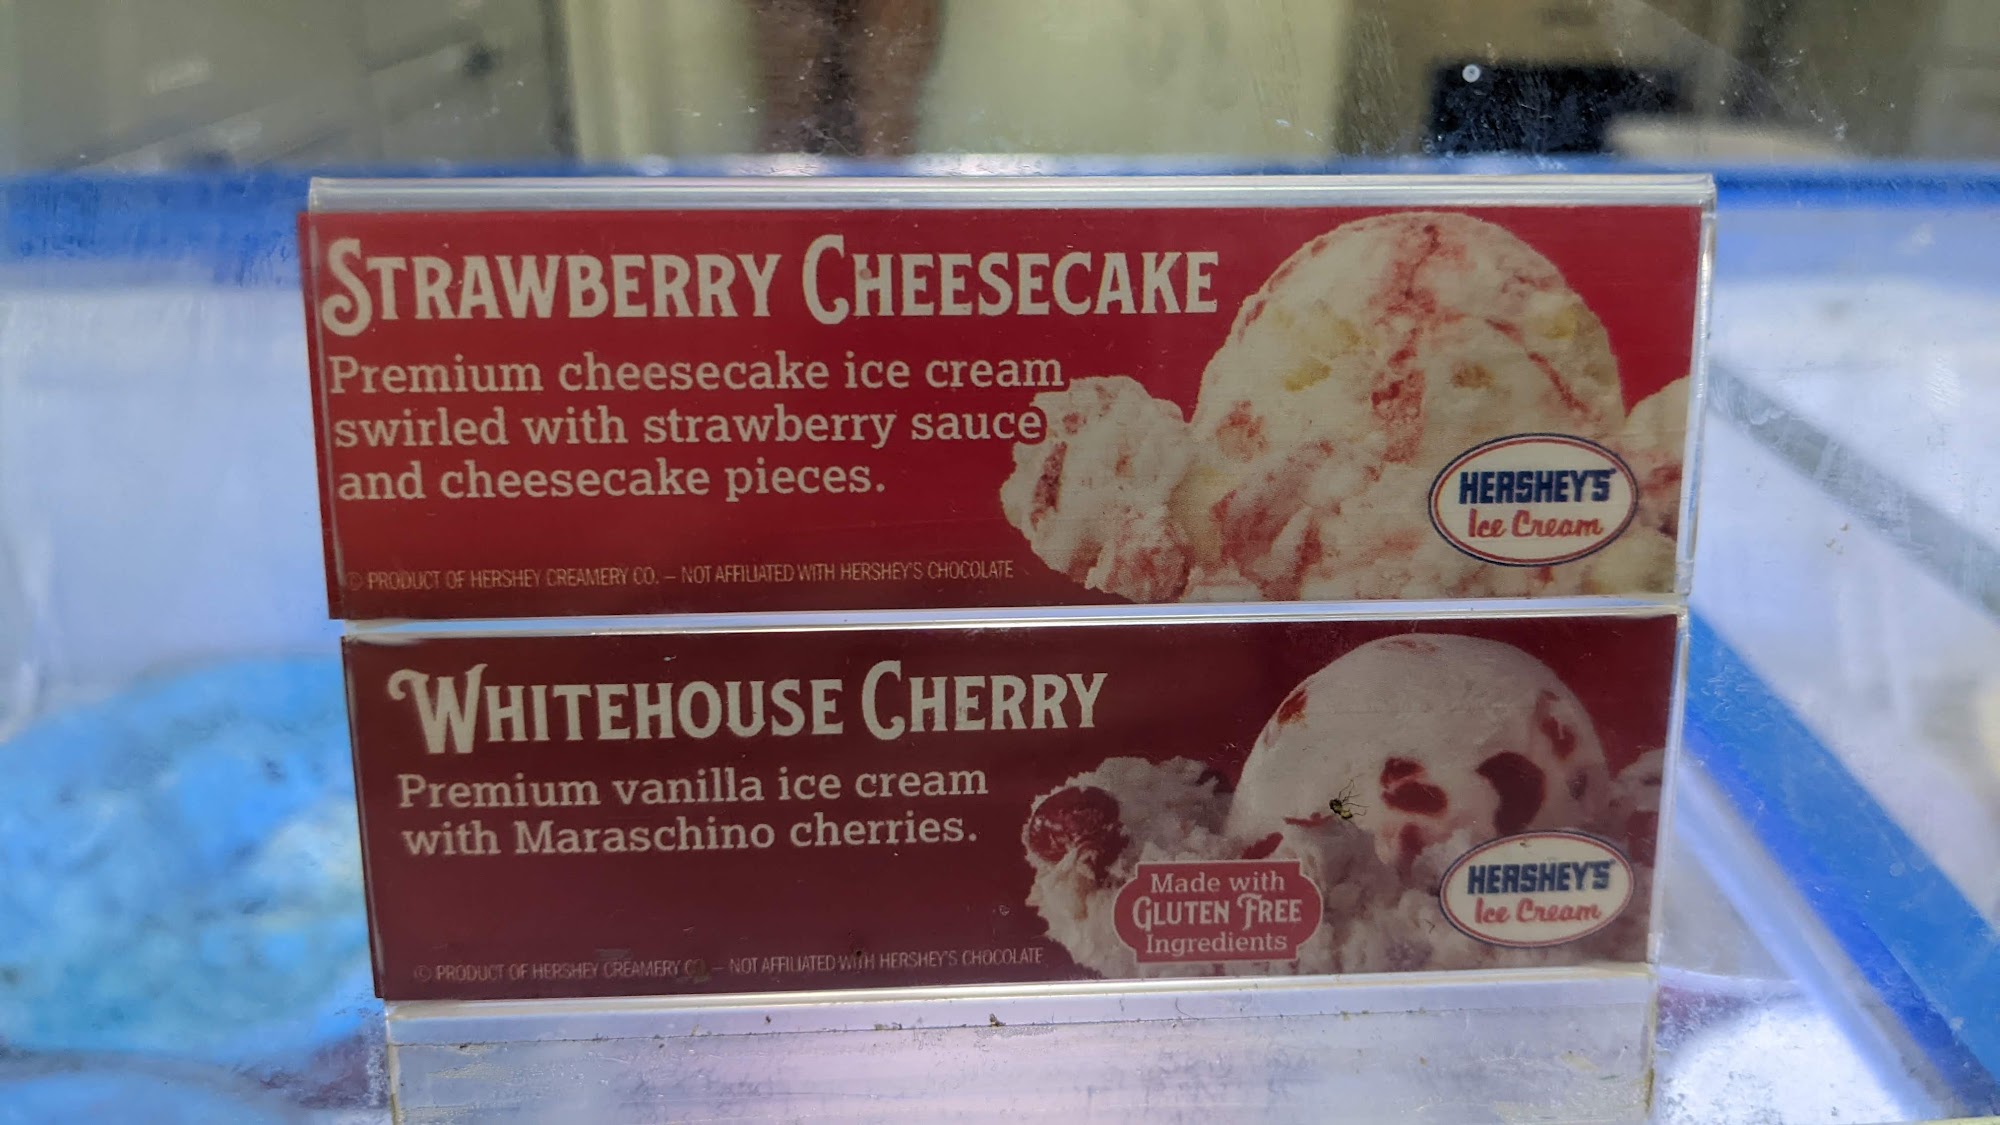 STRAWBERRY CHEESECAKE
Premium cheesecake ice cream
swirled with strawberry sauce
and cheesecake pieces.
HERSHEY'S
Ice Cream
Ⓓ PRODUCT OF HERSHEY CREAMERY CO. — NOT AFFILIATED WITH HERSHEY'S CHOCOLATE
WHITEHOUSE CHERRY
Premium vanilla ice cream
with Maraschino cherries.
Made with
GLUTEN FREE
Ingredients
HERSHEY'S
Ice Cream
Ⓓ PRODUCT OF HERSHEY CREAMERY CO. — NOT AFFILIATED WITH HERSHEY'S CHOCOLATE